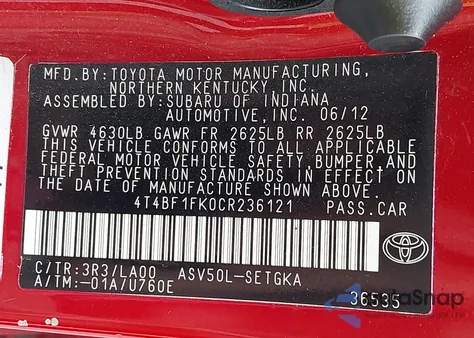 MFD.BY:TOYOTA MOTOR MANUFACTURING,
NORTHERN KENTUCKY, INC.
ASSEMBLED BY: SUBARU OF INDIANA
AUTOMOTIVE, INC. 06/12
GVWR 4630LB GAWR FR 2625LB RR 2625LB
THIS VEHICLE CONFORMS TO ALL APPLICABLE
FEDERAL MOTOR VEHICLE SAFETY, BUMPER, AND
THEFT PREVENTION STANDARDS IN EFFECT ON
THE DATE OF MANUFACTURE SHOWN ABOVE.
4T4BF1FK0CR236121 PASS.CAR
C/TR:3R3/LA00 ASV50L-SETGKA
A/TM:-01A/U760E 36535